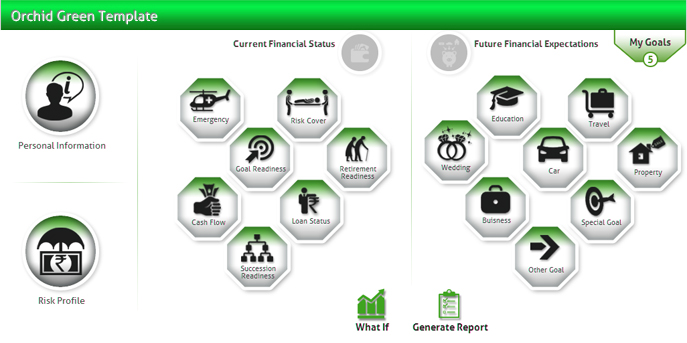 Orchid Green Template
Current Financial Status
Future Financial Expectations
My Goals
5
Personal Information
Risk Profile
Emergency
Risk Cover
Goal Readiness
Retirement
Readiness
Cash Flow
Loan Status
Succession
Readiness
Education
Travel
Wedding
Car
Property
Buisness
Special Goal
Other Goal
What If
Generate Report